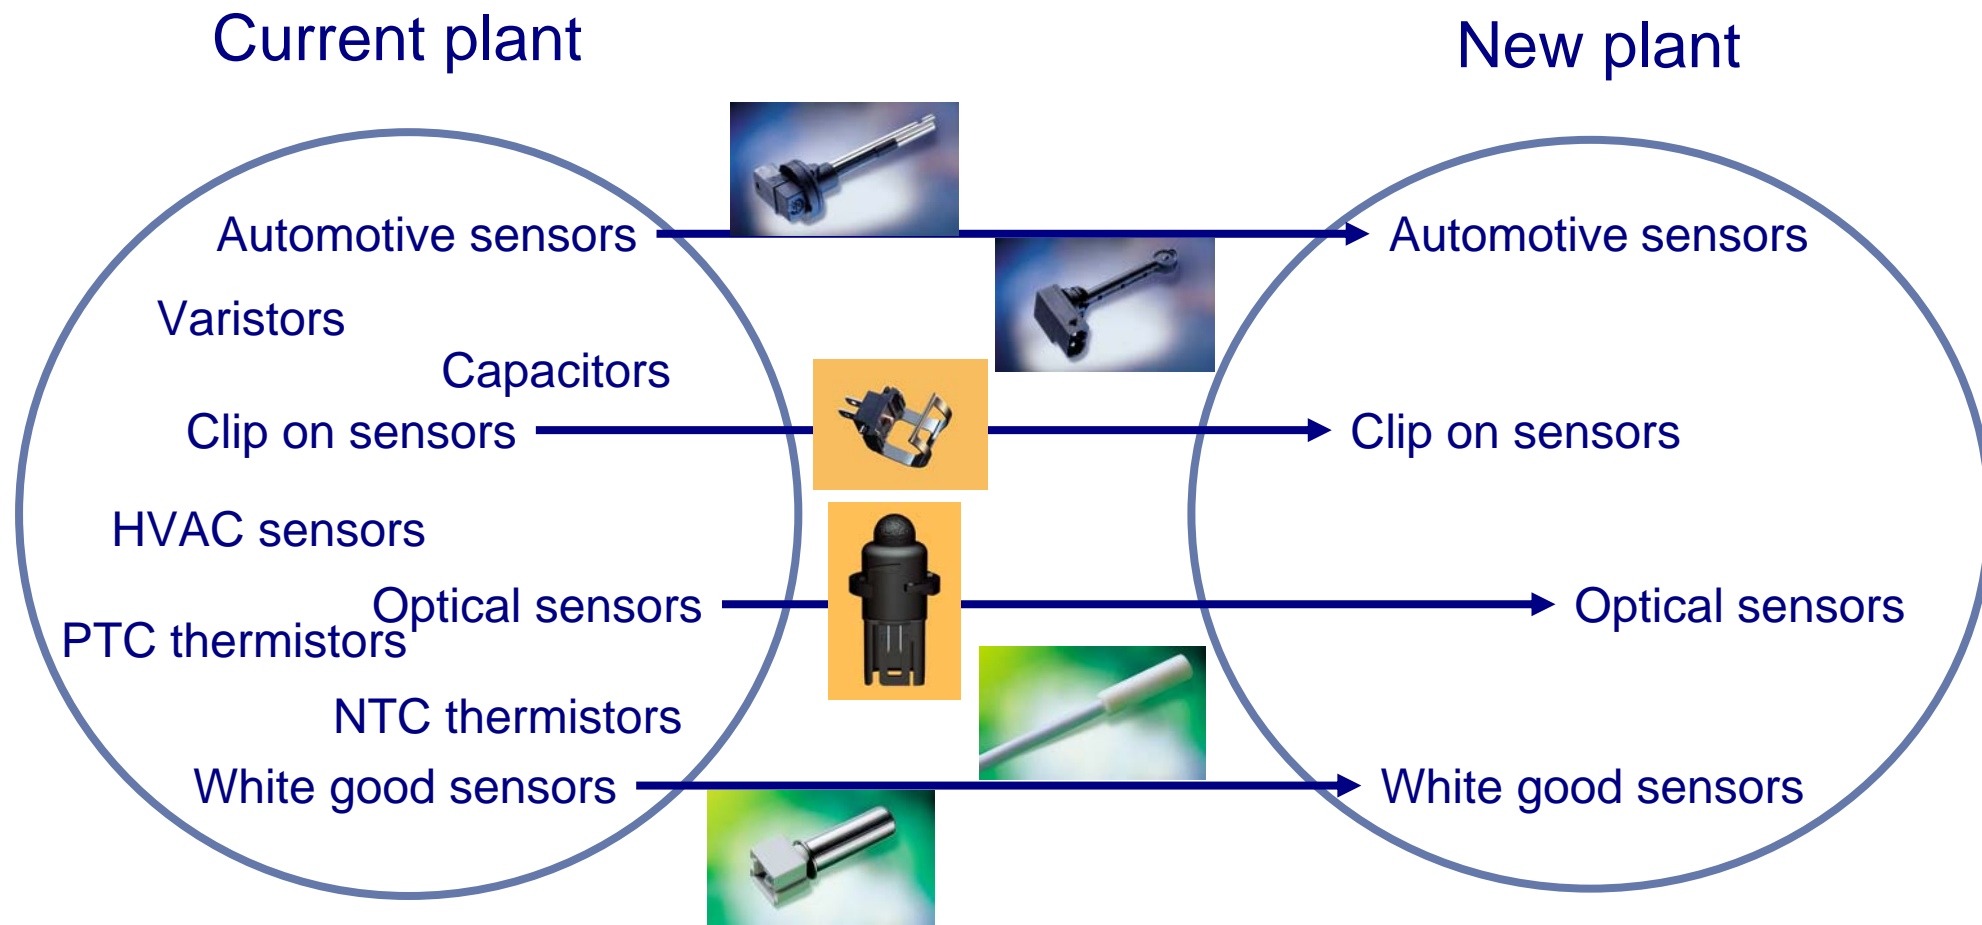 Current plant
New plant
Automotive sensors
Automotive sensors
Varistors
Capacitors
Clip on sensors
Clip on sensors
HVAC sensors
Optical sensors
Optical sensors
PTC thermistors
NTC thermistors
White good sensors
White good sensors